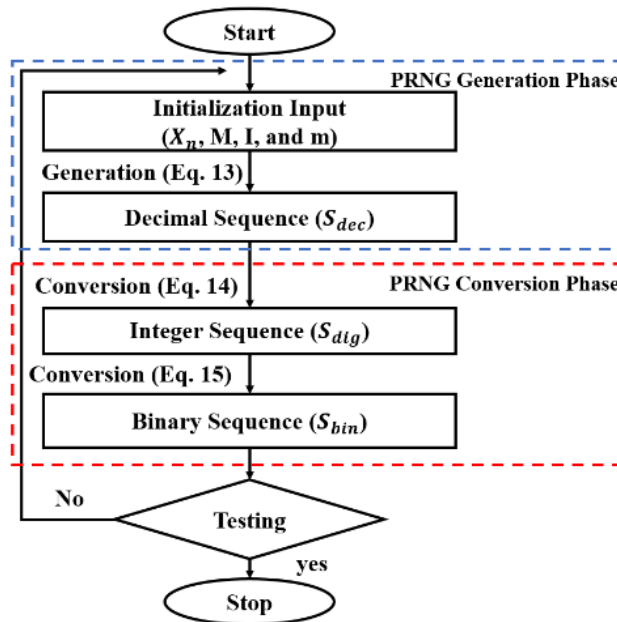 Start
PRNG Generation Phase
Initialization Input
(𝑋ₙ, M, I, and m)
Generation (Eq. 13)
Decimal Sequence (𝑆𝑑𝑒𝑐)
Conversion (Eq. 14)
PRNG Conversion Phase
Integer Sequence (𝑆𝑑𝑖𝑔)
Conversion (Eq. 15)
Binary Sequence (𝑆𝑏𝑖𝑛)
No
Testing
yes
Stop